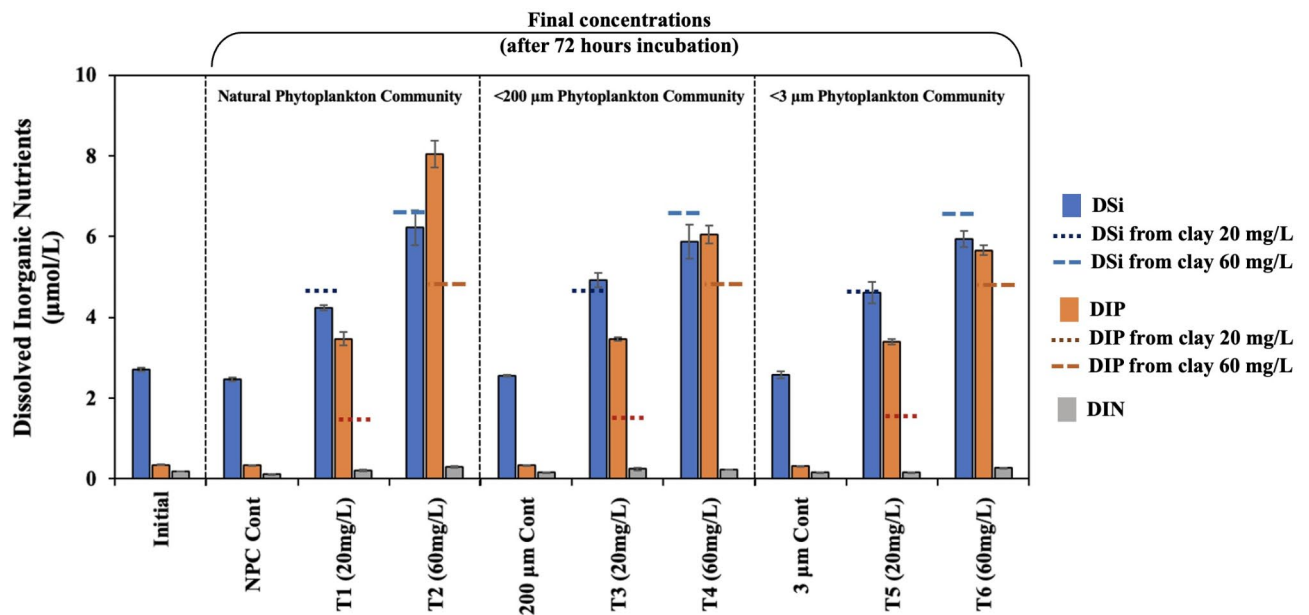 Final concentrations
(after 72 hours incubation)
Dissolved Inorganic Nutrients
(µmol/L)
10
8
6
4
2
0
Natural Phytoplankton Community
<200 µm Phytoplankton Community
<3 µm Phytoplankton Community
Initial
NPC Cont
T1 (20mg/L)
T2 (60mg/L)
200 µm Cont
T3 (20mg/L)
T4 (60mg/L)
3 µm Cont
T5 (20mg/L)
T6 (60mg/L)
DSi
DSi from clay 20 mg/L
DSi from clay 60 mg/L
DIP
DIP from clay 20 mg/L
DIP from clay 60 mg/L
DIN